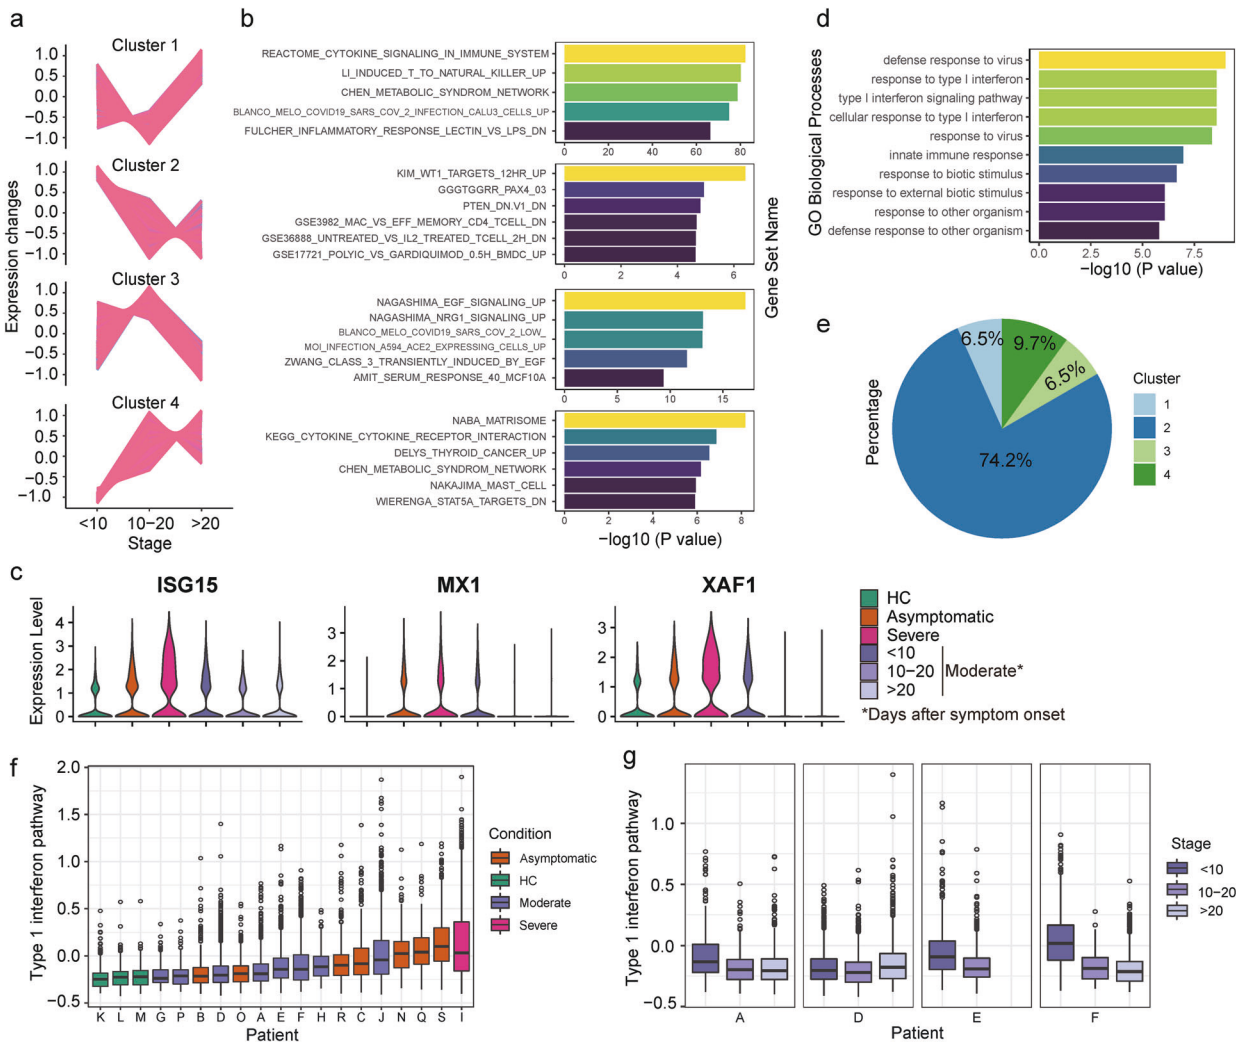 a
Expression changes
Cluster 1
1.0
0.5
0.0
−0.5
−1.0
Cluster 2
1.0
0.5
0.0
−0.5
−1.0
Cluster 3
1.0
0.5
0.0
−0.5
−1.0
Cluster 4
1.0
0.5
0.0
−0.5
−1.0
<10 10−20 >20
Stage
b
REACTOME_CYTOKINE_SIGNALING_IN_IMMUNE_SYSTEM
LI_INDUCED_T_TO_NATURAL_KILLER_UP
CHEN_METABOLIC_SYNDROM_NETWORK
BLANCO_MELO_COVID19_SARS_COV_2_INFECTION_CALU3_CELLS_UP
FULCHER_INFLAMMATORY_RESPONSE_LECTIN_VS_LPS_DN
0 20 40 60 80
KIM_WT1_TARGETS_12HR_UP
GGGTGGRR_PAX4_03
PTEN_DN.V1_DN
GSE3982_MAC_VS_EFF_MEMORY_CD4_TCELL_DN
GSE36888_UNTREATED_VS_IL2_TREATED_TCELL_2H_DN
GSE17721_POLYIC_VS_GARDIQUIMOD_0.5H_BMDC_UP
0 2 4 6
NAGASHIMA_EGF_SIGNALING_UP
NAGASHIMA_NRG1_SIGNALING_UP
BLANCO_MELO_COVID19_SARS_COV_2_LOW_
MOI_INFECTION_A594_ACE2_EXPRESSING_CELLS_UP
ZWANG_CLASS_3_TRANSIENTLY_INDUCED_BY_EGF
AMIT_SERUM_RESPONSE_40_MCF10A
0 5 10 15
NABA_MATRISOME
KEGG_CYTOKINE_CYTOKINE_RECEPTOR_INTERACTION
DELYS_THYROID_CANCER_UP
CHEN_METABOLIC_SYNDROM_NETWORK
NAKAJIMA_MAST_CELL
WIERENGA_STAT5A_TARGETS_DN
0 2 4 6 8
−log10 (P value)
Gene Set Name
d
GO Biological Processes
defense response to virus
response to type I interferon
type I interferon signaling pathway
cellular response to type I interferon
response to virus
innate immune response
response to biotic stimulus
response to external biotic stimulus
response to other organism
defense response to other organism
0.0 2.5 5.0 7.5
−log10 (P value)
e
Percentage
6.5%
9.7%
6.5%
74.2%
Cluster
1
2
3
4
c
Expression Level
ISG15
4
3
2
1
0
MX1
3
2
1
0
XAF1
3
2
1
0
HC
Asymptomatic
Severe
<10
10−20
>20
Moderate*
*Days after symptom onset
f
Type 1 interferon pathway
2.0
1.5
1.0
0.5
0.0
−0.5
K L M G P B D O A E F H R C J N Q S I
Patient
Condition
Asymptomatic
HC
Moderate
Severe
g
Type 1 interferon pathway
1.0
0.5
−0.0
−0.5
A D E F
Patient
Stage
<10
10−20
>20